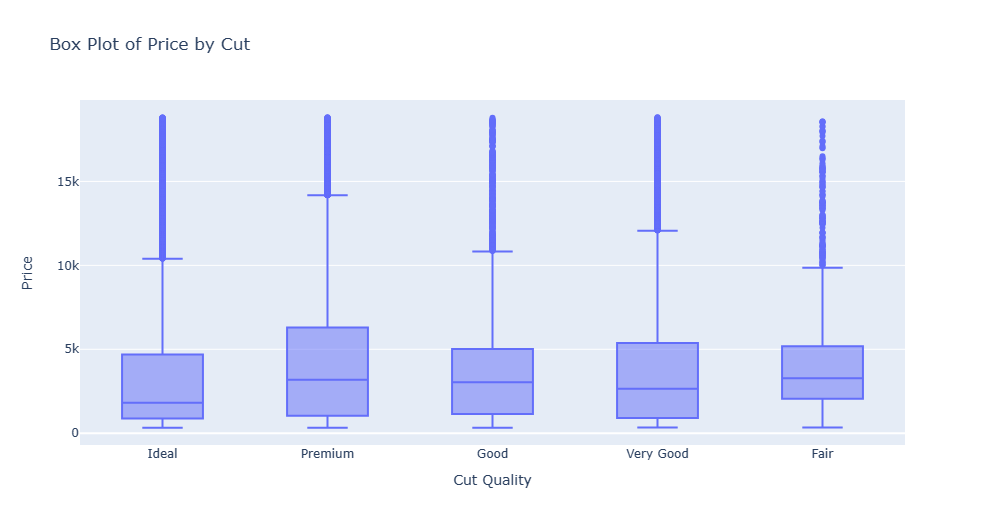 Box Plot of Price by Cut
15k
10k
5k
0
Price
Ideal Premium Good Very Good Fair
Cut Quality